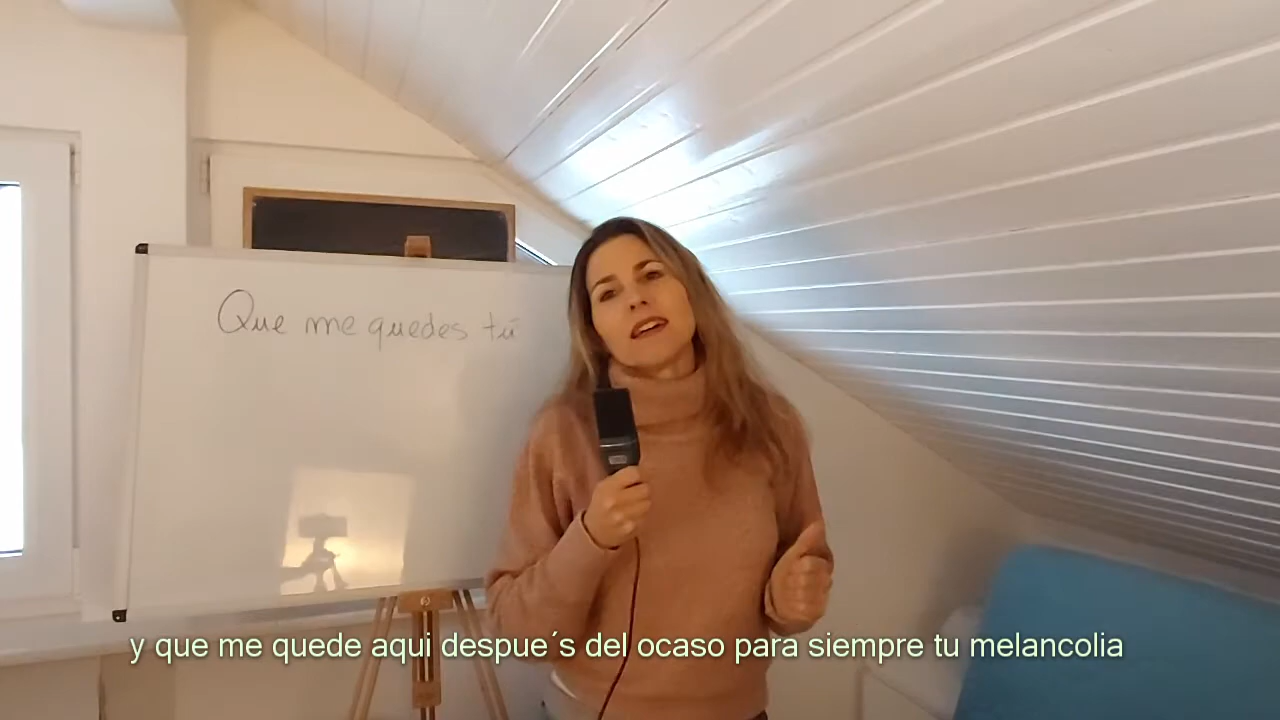 Que me quedes tú
y que me quede aqui despue´s del ocaso para siempre tu melancolia